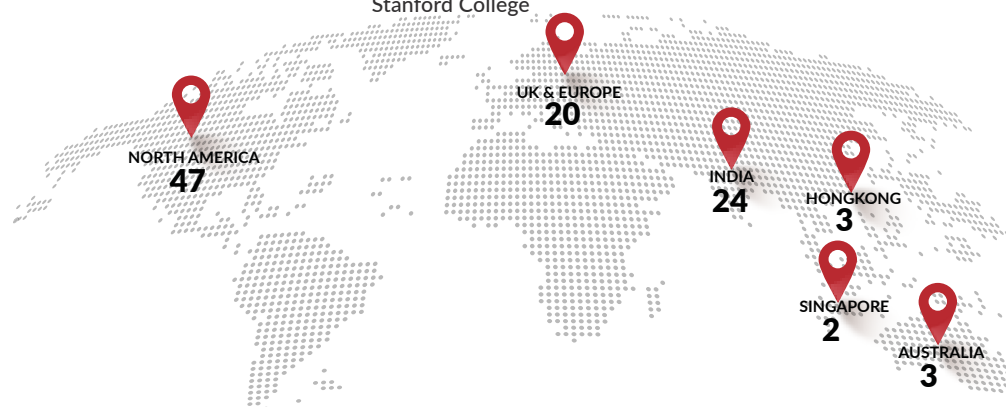 Stanford College
UK & EUROPE
20
NORTH AMERICA
47
INDIA
24
HONGKONG
3
SINGAPORE
2
AUSTRALIA
3